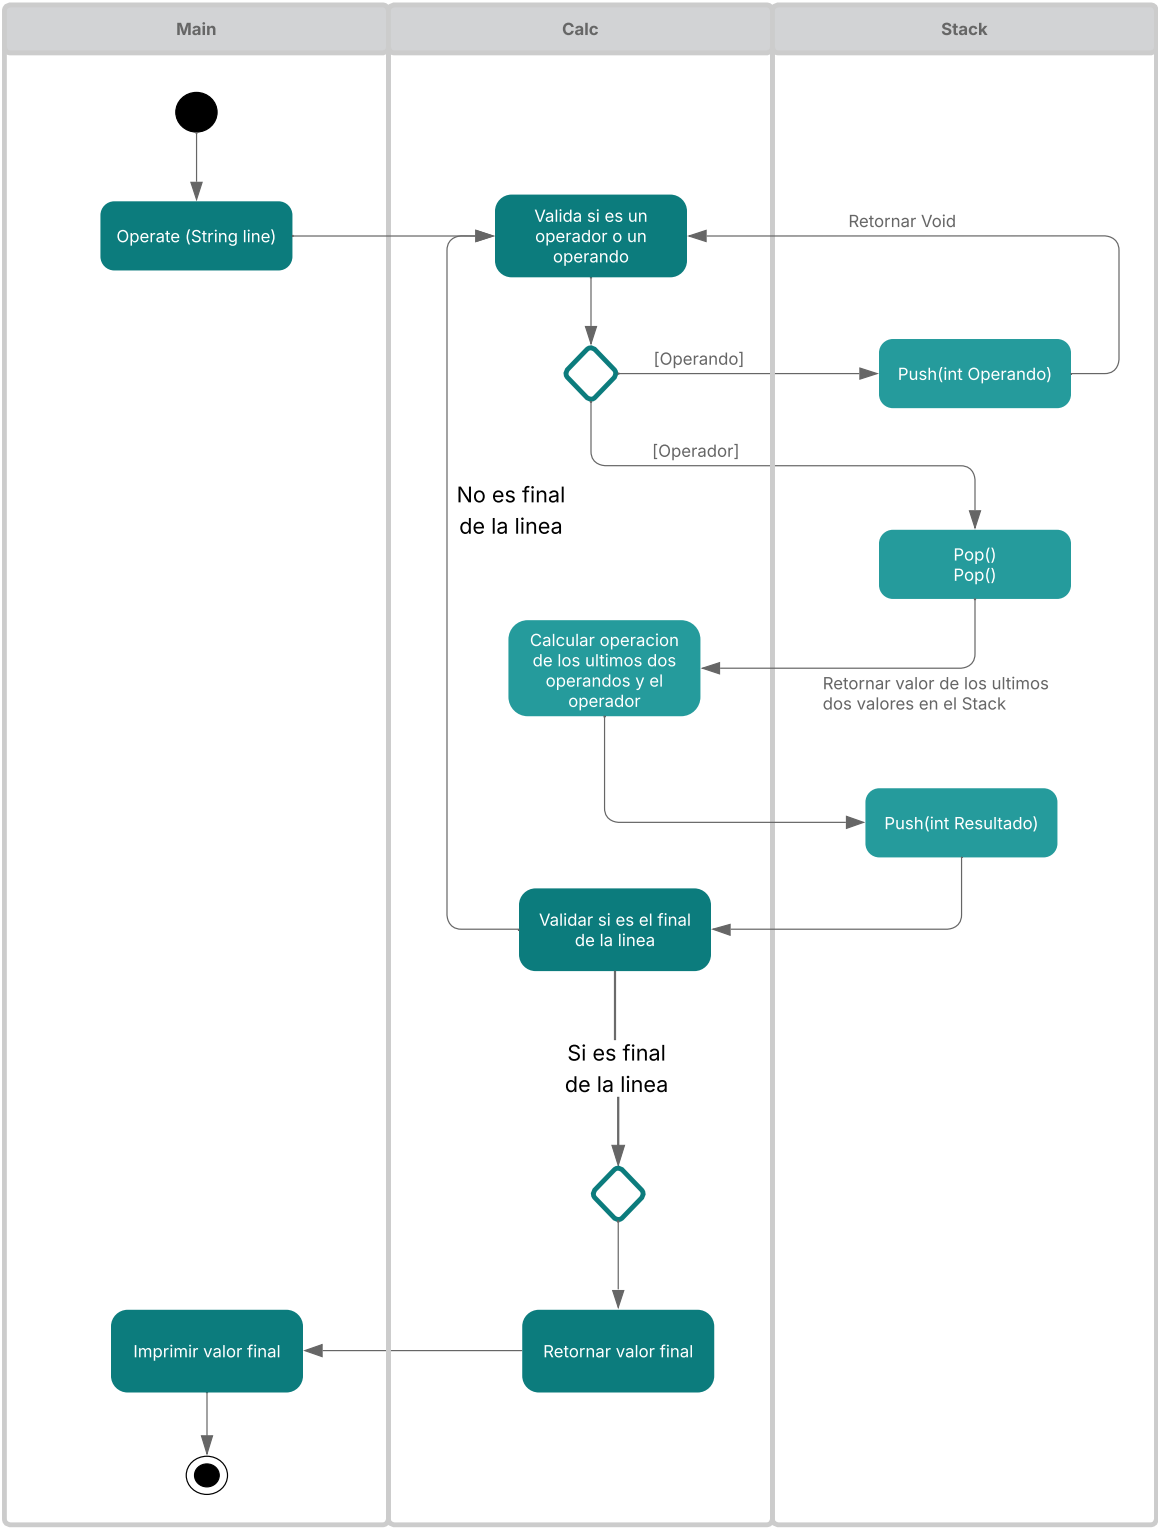 Main
Calc
Stack
Operate (String line)
Valida si es un
operador o un
operando
Retornar Void
[Operando]
Push(int Operando)
[Operador]
No es final
de la linea
Pop()
Pop()
Calcular operacion
de los ultimos dos
operandos y el
operador
Retornar valor de los ultimos
dos valores en el Stack
Push(int Resultado)
Validar si es el final
de la linea
Si es final
de la linea
Imprimir valor final
Retornar valor final